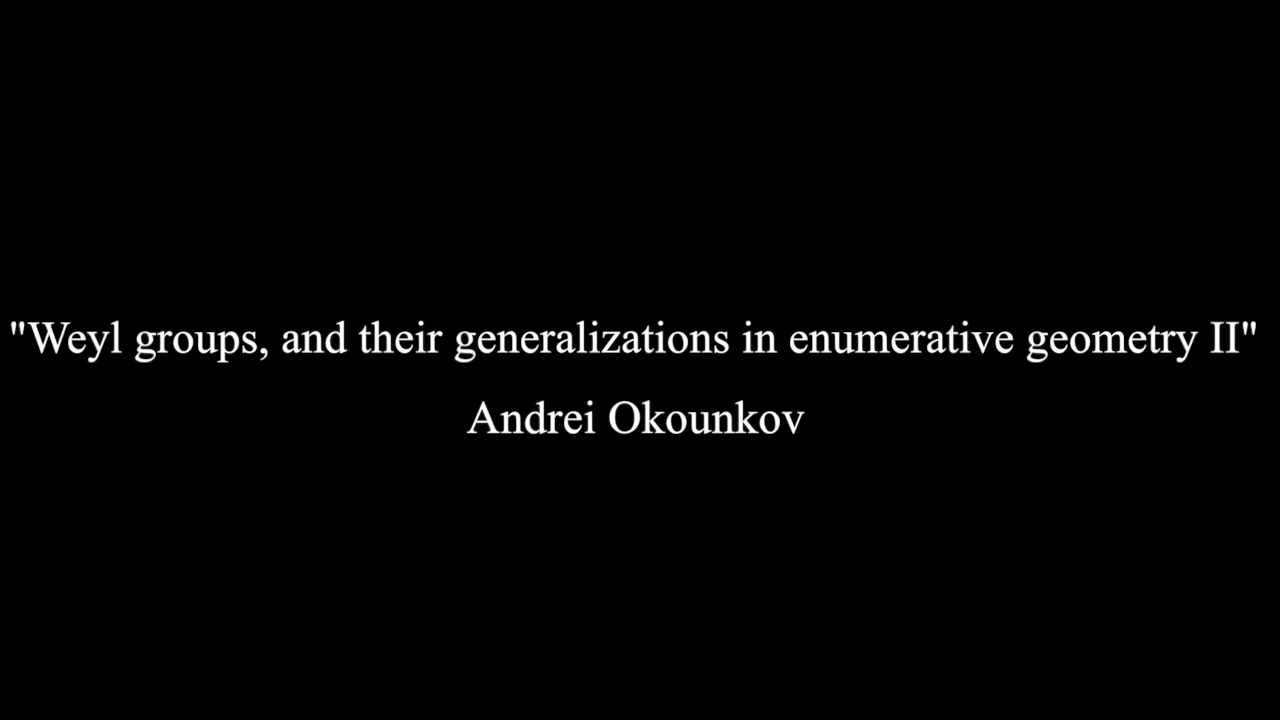 "Weyl groups, and their generalizations in enumerative geometry II"
Andrei Okounkov